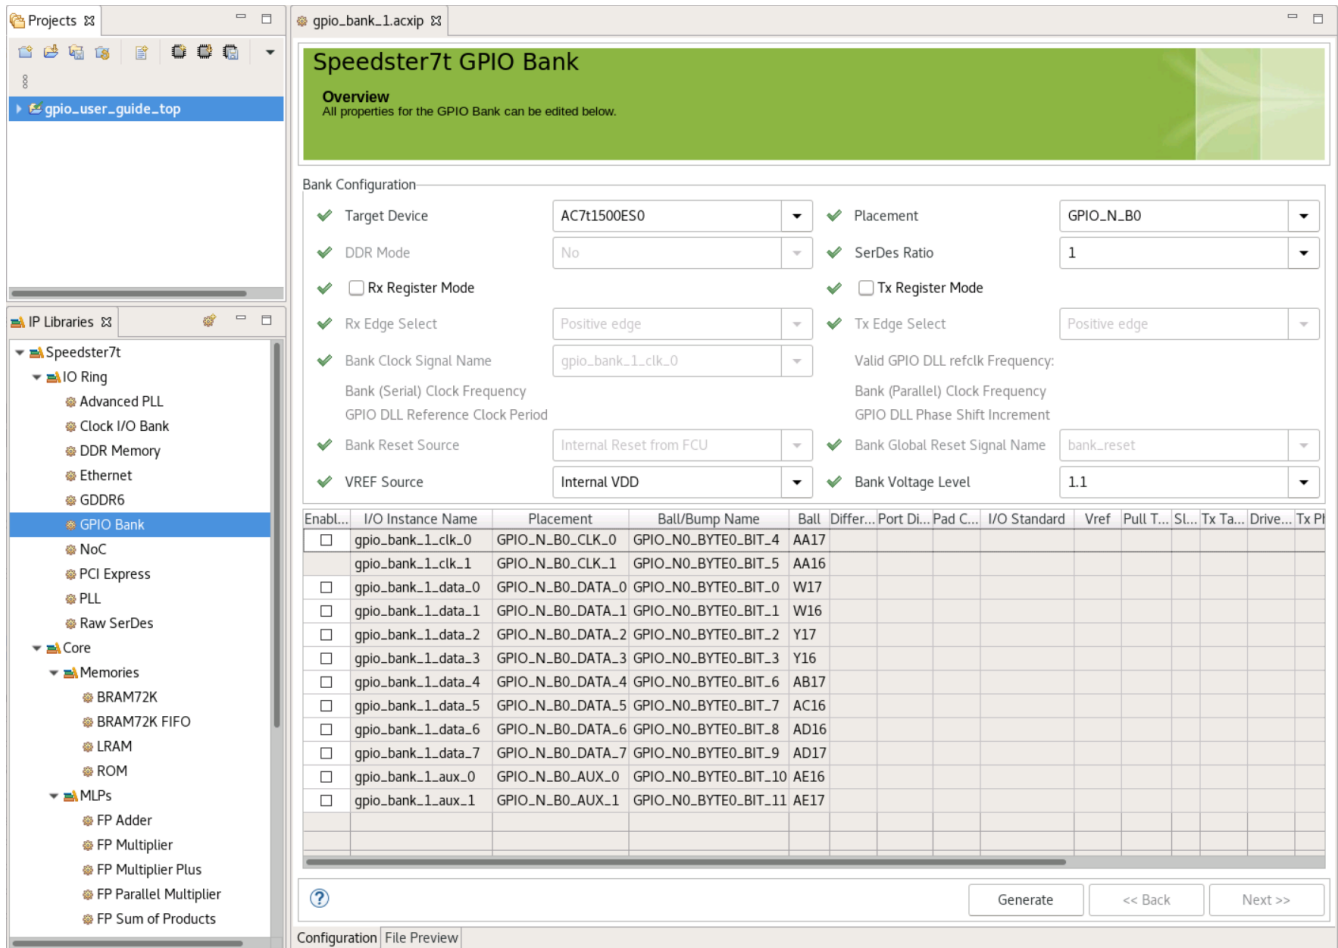 Projects
gpio_user_guide_top
IP Libraries
Speedster7t
IO Ring
Advanced PLL
Clock I/O Bank
DDR Memory
Ethernet
GDDR6
GPIO Bank
NoC
PCI Express
PLL
Raw SerDes
Core
Memories
BRAM72K
BRAM72K FIFO
LRAM
ROM
MLPs
FP Adder
FP Multiplier
FP Multiplier Plus
FP Parallel Multiplier
FP Sum of Products
gpio_bank_1.acxip
Speedster7t GPIO Bank
Overview
All properties for the GPIO Bank can be edited below.
Bank Configuration
Target Device AC7t1500ES0 Placement GPIO_N_B0
DDR Mode No SerDes Ratio 1
Rx Register Mode Tx Register Mode
Rx Edge Select Positive edge Tx Edge Select Positive edge
Bank Clock Signal Name gpio_bank_1_clk_0 Valid GPIO DLL refclk Frequency:
Bank (Serial) Clock Frequency Bank (Parallel) Clock Frequency
GPIO DLL Reference Clock Period GPIO DLL Phase Shift Increment
Bank Reset Source Internal Reset from FCU Bank Global Reset Signal Name bank_reset
VREF Source Internal VDD Bank Voltage Level 1.1
Enabl... I/O Instance Name Placement Ball/Bump Name Ball Differ... Port Di... Pad C... I/O Standard Vref Pull T... Sl... Tx Ta... Drive... Tx Pl
gpio_bank_1_clk_0 GPIO_N_B0_CLK_0 GPIO_N0_BYTE0_BIT_4 AA17
gpio_bank_1_clk_1 GPIO_N_B0_CLK_1 GPIO_N0_BYTE0_BIT_5 AA16
gpio_bank_1_data_0 GPIO_N_B0_DATA_0 GPIO_N0_BYTE0_BIT_0 W17
gpio_bank_1_data_1 GPIO_N_B0_DATA_1 GPIO_N0_BYTE0_BIT_1 W16
gpio_bank_1_data_2 GPIO_N_B0_DATA_2 GPIO_N0_BYTE0_BIT_2 Y17
gpio_bank_1_data_3 GPIO_N_B0_DATA_3 GPIO_N0_BYTE0_BIT_3 Y16
gpio_bank_1_data_4 GPIO_N_B0_DATA_4 GPIO_N0_BYTE0_BIT_6 AB17
gpio_bank_1_data_5 GPIO_N_B0_DATA_5 GPIO_N0_BYTE0_BIT_7 AC16
gpio_bank_1_data_6 GPIO_N_B0_DATA_6 GPIO_N0_BYTE0_BIT_8 AD16
gpio_bank_1_data_7 GPIO_N_B0_DATA_7 GPIO_N0_BYTE0_BIT_9 AD17
gpio_bank_1_aux_0 GPIO_N_B0_AUX_0 GPIO_N0_BYTE0_BIT_10 AE16
gpio_bank_1_aux_1 GPIO_N_B0_AUX_1 GPIO_N0_BYTE0_BIT_11 AE17
Generate << Back Next >>
Configuration File Preview